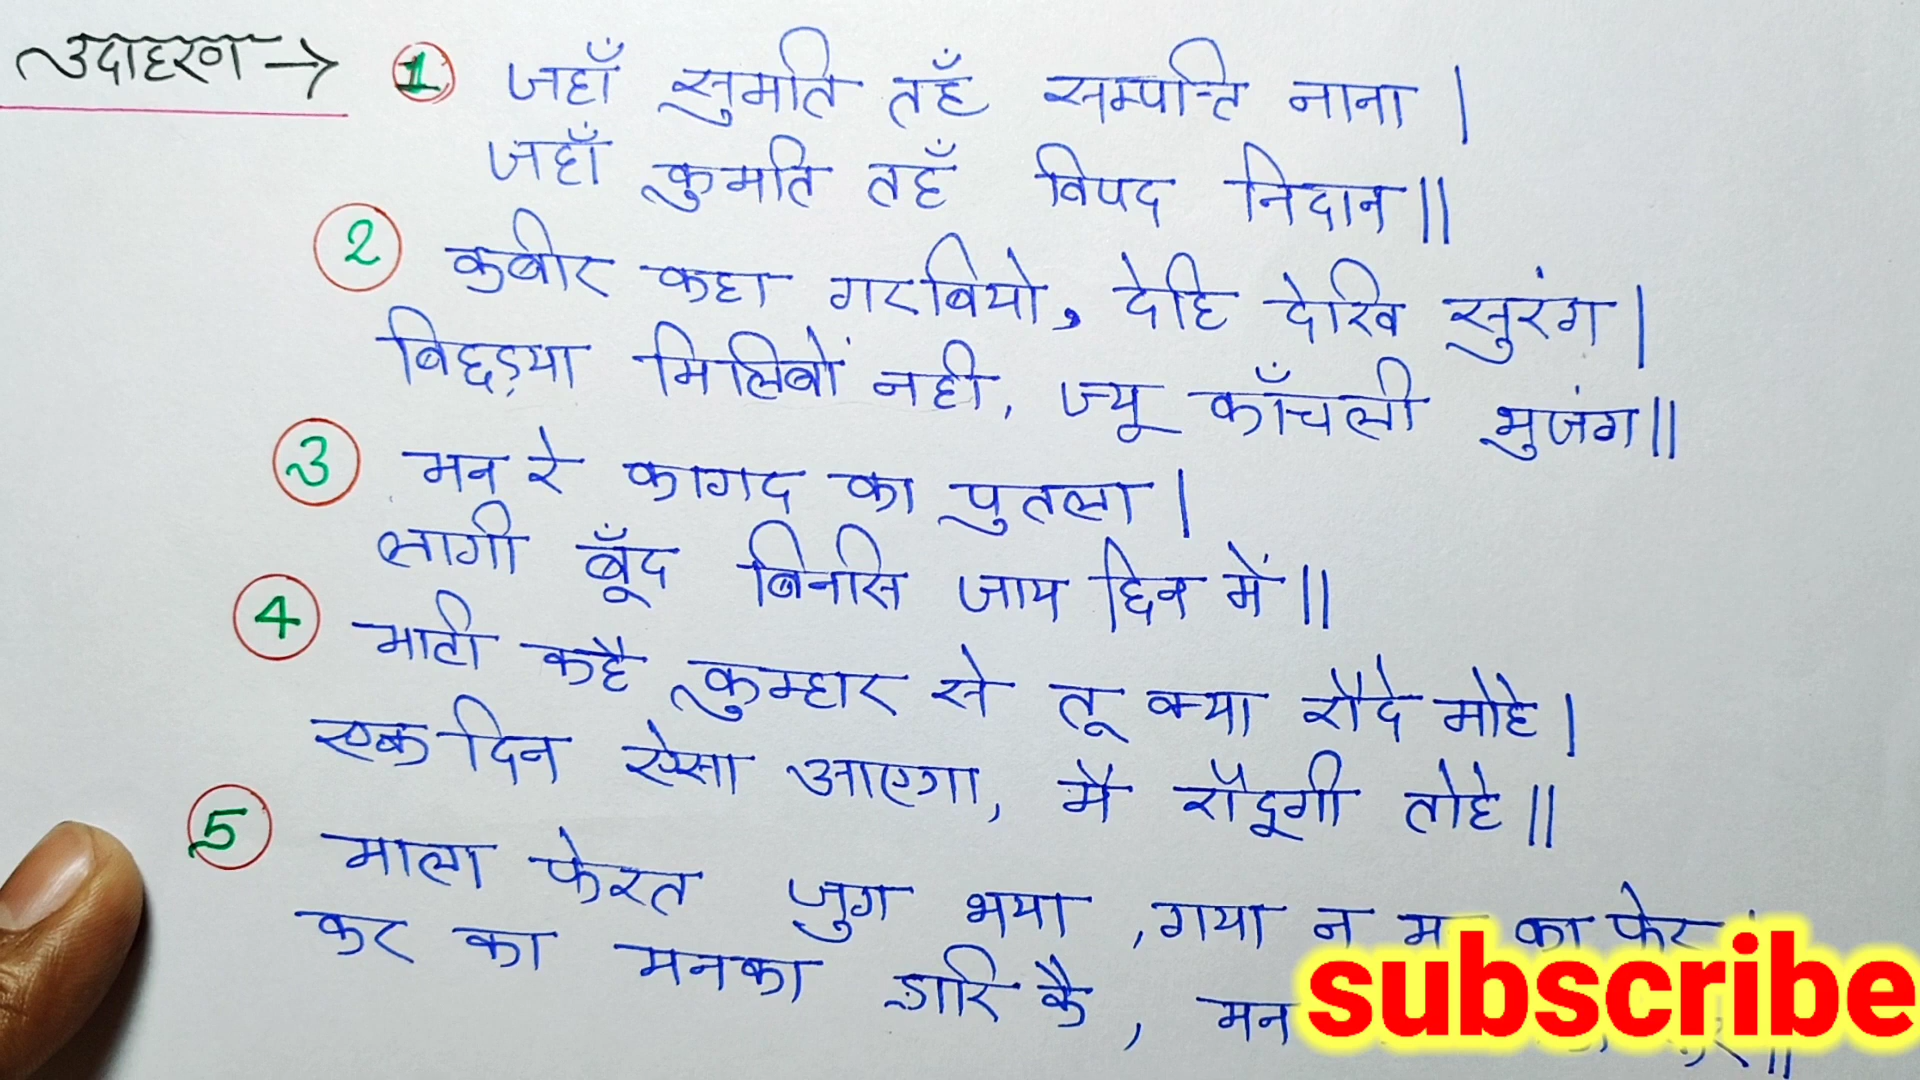 उदाहरण → 1 जहाँ सुमति तहँ सम्पत्ति नाना |
जहाँ कुमति तहँ विपद निदान ||
2 कबीर कहा गरबियो, देहि देखि सुरंग |
बिछड़्या मिलिबों नही, ज्यू काँचली भुजंग ||
3 मन रे कागद का पुतला |
लागी बूँद बिनसि जाय छिन में ||
4 माटी कहै कुम्हार से तू क्या रौदे मोहे |
एक दिन ऐसा आएगा, मै रौंदूगी तोहे ||
5 माला फेरत जुग भया, गया न का फेर
कर का मनका डारि कै, मन ||
subscribe